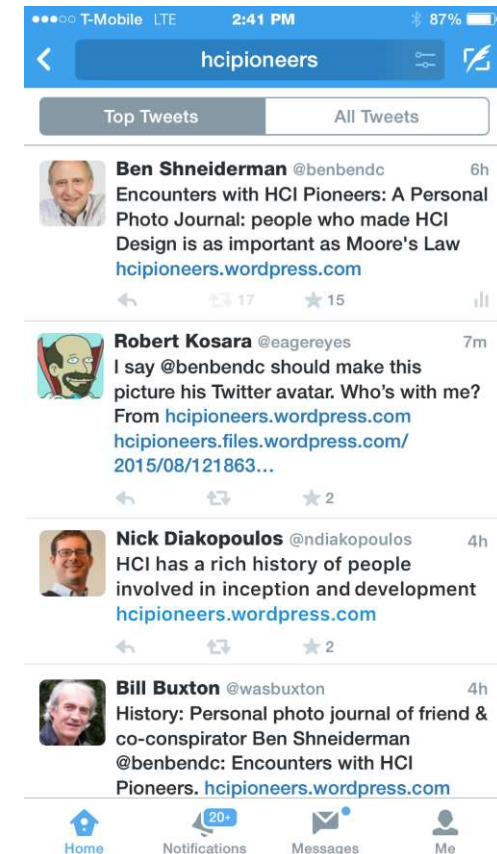 T-Mobile LTE 2:41 PM 87%
hcipioneers
Top Tweets All Tweets
Ben Shneiderman @benbendc 6h
Encounters with HCI Pioneers: A Personal
Photo Journal: people who made HCI
Design is as important as Moore's Law
hcipioneers.wordpress.com
17 15
Robert Kosara @eagereyes 7m
I say @benbendc should make this
picture his Twitter avatar. Who's with me?
From hcipioneers.wordpress.com
hcipioneers.files.wordpress.com/
2015/08/121863...
2
Nick Diakopoulos @ndiakopoulos 4h
HCI has a rich history of people
involved in inception and development
hcipioneers.wordpress.com
2
Bill Buxton @wasbuxton 4h
History: Personal photo journal of friend &
co-conspirator Ben Shneiderman
@benbendc: Encounters with HCI
Pioneers. hcipioneers.wordpress.com
20+
Home Notifications Messages Me